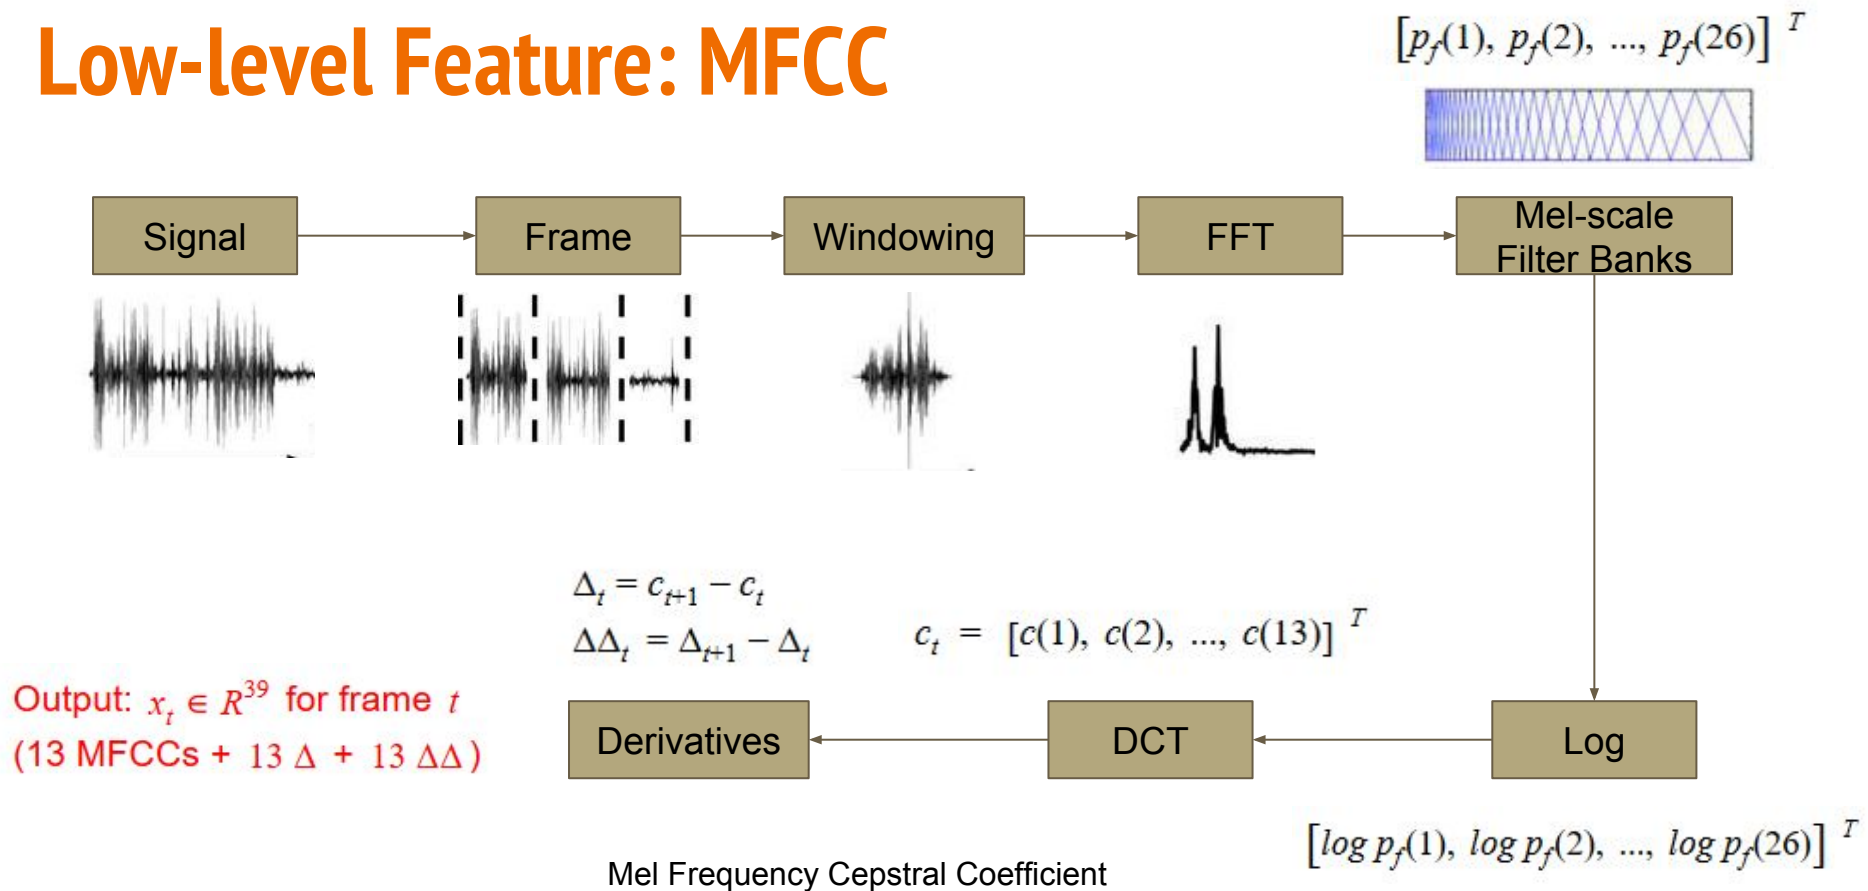 Low-level Feature: MFCC
[p_f(1), p_f(2), ..., p_f(26)] ^T
Signal
Frame
Windowing
FFT
Mel-scale
Filter Banks
Δ_t = c_{t+1} − c_t
ΔΔ_t = Δ_{t+1} − Δ_t
c_t = [c(1), c(2), ..., c(13)] ^T
Output: x_t ∈ R^39 for frame t
(13 MFCCs + 13 Δ + 13 ΔΔ)
Derivatives
DCT
Log
[log p_f(1), log p_f(2), ..., log p_f(26)] ^T
Mel Frequency Cepstral Coefficient